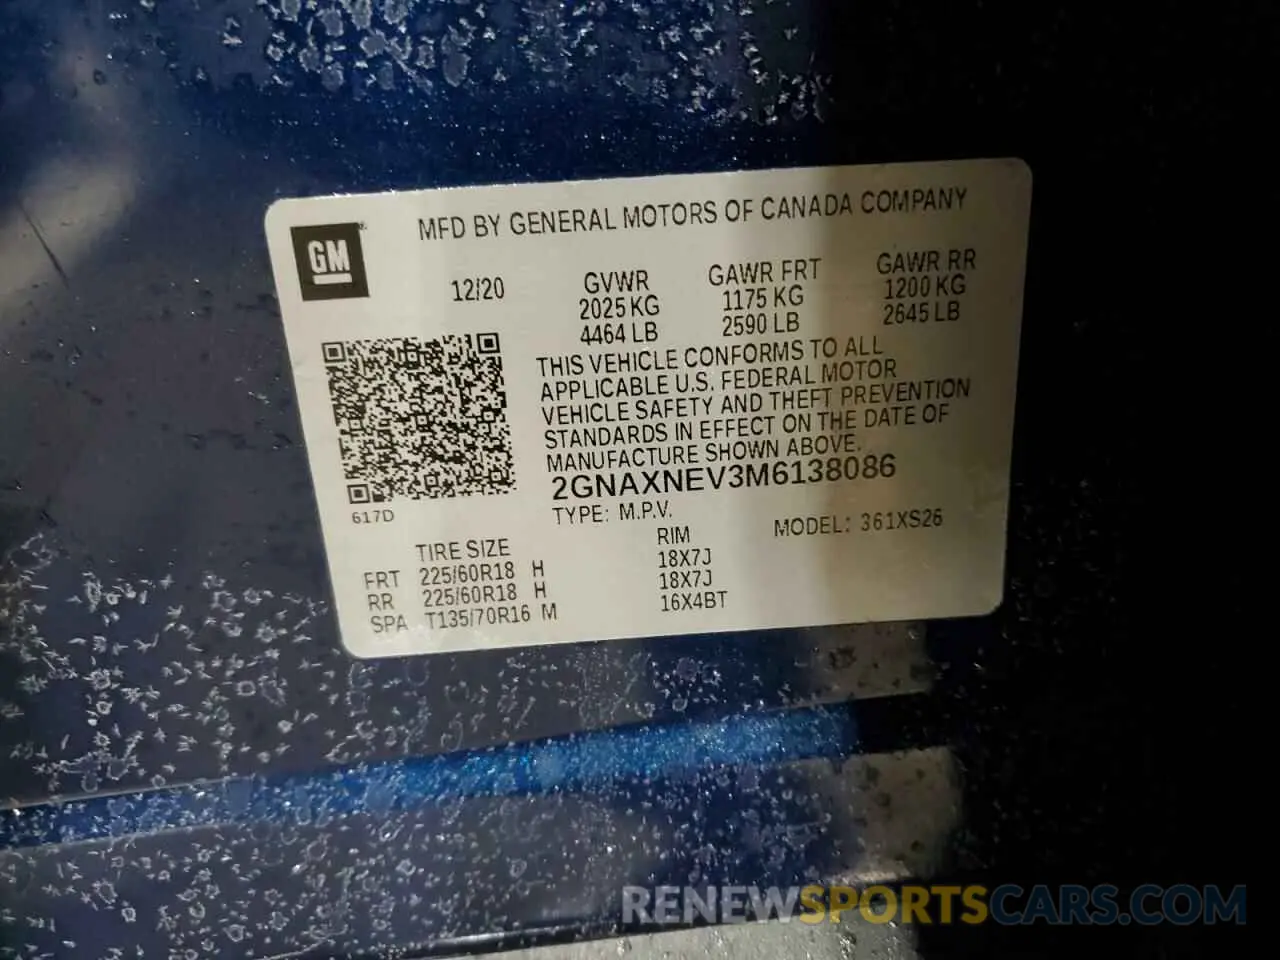 MFD BY GENERAL MOTORS OF CANADA COMPANY
GM
12/20 GVWR GAWR FRT GAWR RR
2025 KG 1175 KG 1200 KG
4464 LB 2590 LB 2645 LB
THIS VEHICLE CONFORMS TO ALL
APPLICABLE U.S. FEDERAL MOTOR
VEHICLE SAFETY AND THEFT PREVENTION
STANDARDS IN EFFECT ON THE DATE OF
MANUFACTURE SHOWN ABOVE.
2GNAXNEV3M6138086
617D
TYPE: M.P.V. MODEL: 361XS26
TIRE SIZE RIM
FRT 225/60R18 H 18X7J
RR 225/60R18 H 18X7J
SPA T135/70R16 M 16X4BT
RENEWSPORTSCARS.COM